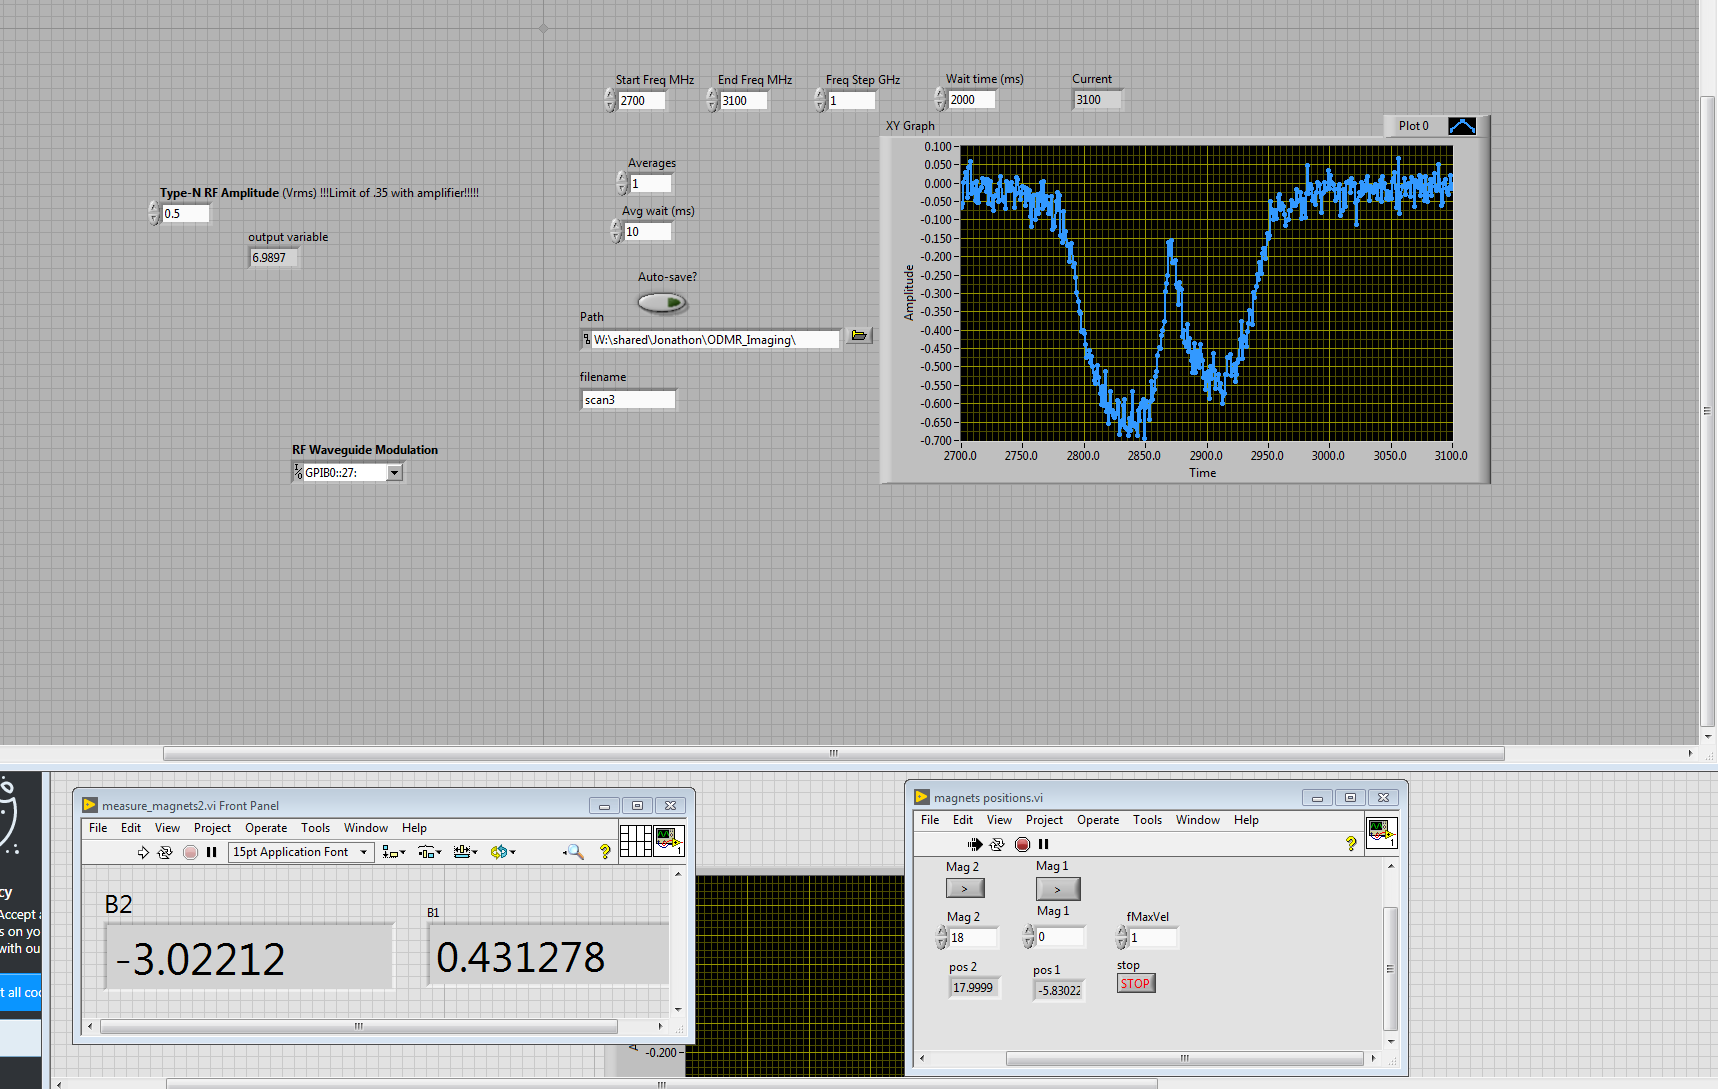 Start Freq MHz
2700
End Freq MHz
3100
Freq Step GHz
1
Wait time (ms)
2000
Current
3100
Averages
1
Avg wait (ms)
10
Type-N RF Amplitude (Vrms) !!!Limit of .35 with amplifier!!!!!
0.5
output variable
6.9897
Auto-save?
Path
W:\shared\Jonathon\ODMR_Imaging\
filename
scan3
RF Waveguide Modulation
GPIB0::27:
XY Graph
Plot 0
0.100
0.050
0.000
-0.050
-0.100
-0.150
-0.200
-0.250
-0.300
-0.350
-0.400
-0.450
-0.500
-0.550
-0.600
-0.650
-0.700
Amplitude
2700.0 2750.0 2800.0 2850.0 2900.0 2950.0 3000.0 3050.0 3100.0
Time
cy
Accept a
s on yo
with ou
t all coo
measure_magnets2.vi Front Panel
File Edit View Project Operate Tools Window Help
15pt Application Font
1
B2
-3.02212
B1
0.431278
-0.200
magnets positions.vi
File Edit View Project Operate Tools Window Help
1
Mag 2
>
Mag 1
>
Mag 2
18
Mag 1
0
fMaxVel
1
pos 2
17.9999
pos 1
-5.83022
stop
STOP